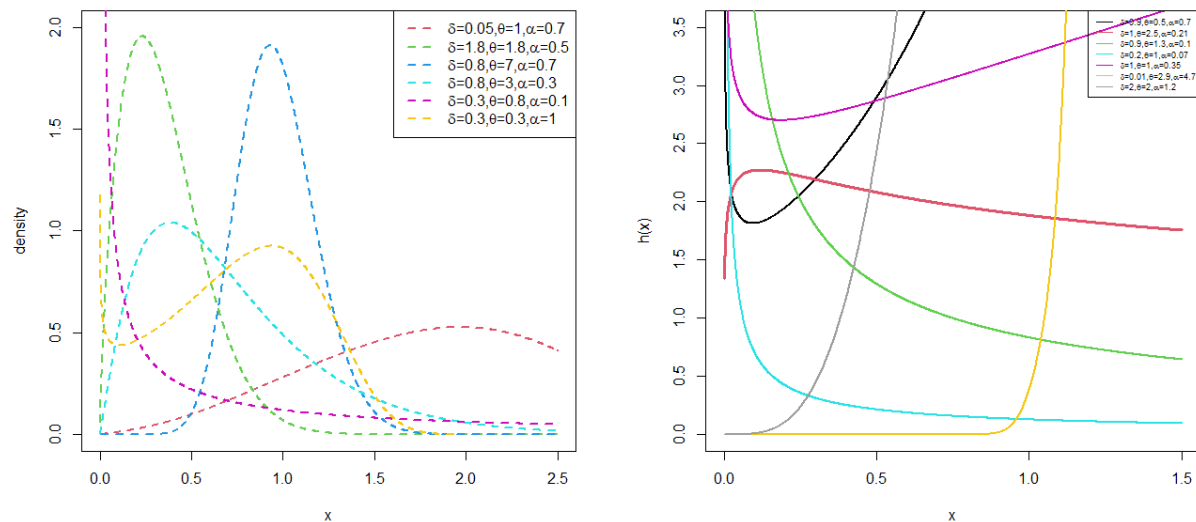 δ=0.05,θ=1,α=0.7
δ=1.8,θ=1.8,α=0.5
δ=0.8,θ=7,α=0.7
δ=0.8,θ=3,α=0.3
δ=0.3,θ=0.8,α=0.1
δ=0.3,θ=0.3,α=1
density
0.0
0.5
1.0
1.5
2.0
0.0 0.5 1.0 1.5 2.0 2.5
x
δ=0.9,θ=0.5,α=0.7
δ=1,θ=2.5,α=0.21
δ=0.9,θ=1.3,α=0.1
δ=0.2,θ=1,α=0.07
δ=1,θ=1,α=0.35
δ=0.01,θ=2.9,α=4.7
δ=2,θ=2,α=1.2
h(x)
0.0
0.5
1.0
1.5
2.0
2.5
3.0
3.5
0.0 0.5 1.0 1.5
x